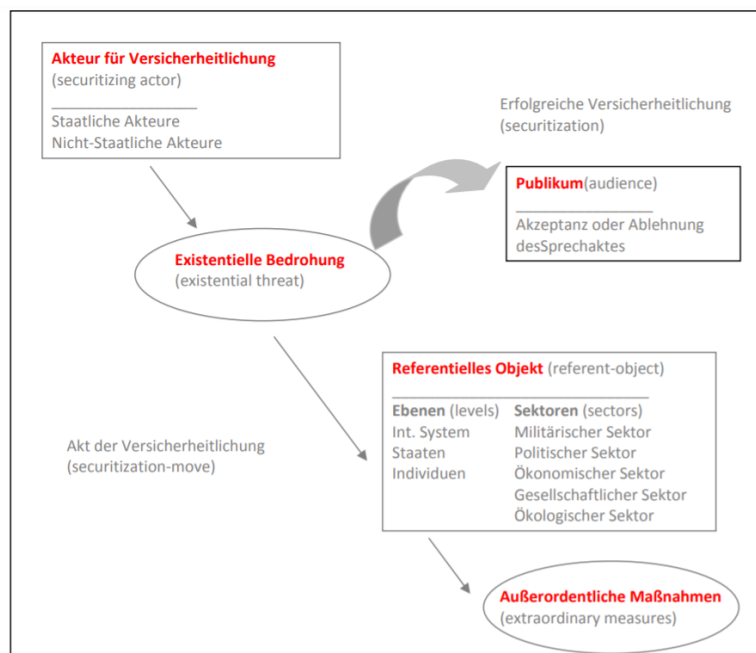 Akteur für Versicherheitlichung
(securitizing actor)
Staatliche Akteure
Nicht-Staatliche Akteure
Erfolgreiche Versicherheitlichung
(securitization)
Publikum(audience)
Akzeptanz oder Ablehnung
desSprechaktes
Existentielle Bedrohung
(existential threat)
Referentielles Objekt (referent-object)
Ebenen (levels) Sektoren (sectors)
Int. System Militärischer Sektor
Staaten Politischer Sektor
Individuen Ökonomischer Sektor
Gesellschaftlicher Sektor
Ökologischer Sektor
Akt der Versicherheitlichung
(securitization-move)
Außerordentliche Maßnahmen
(extraordinary measures)